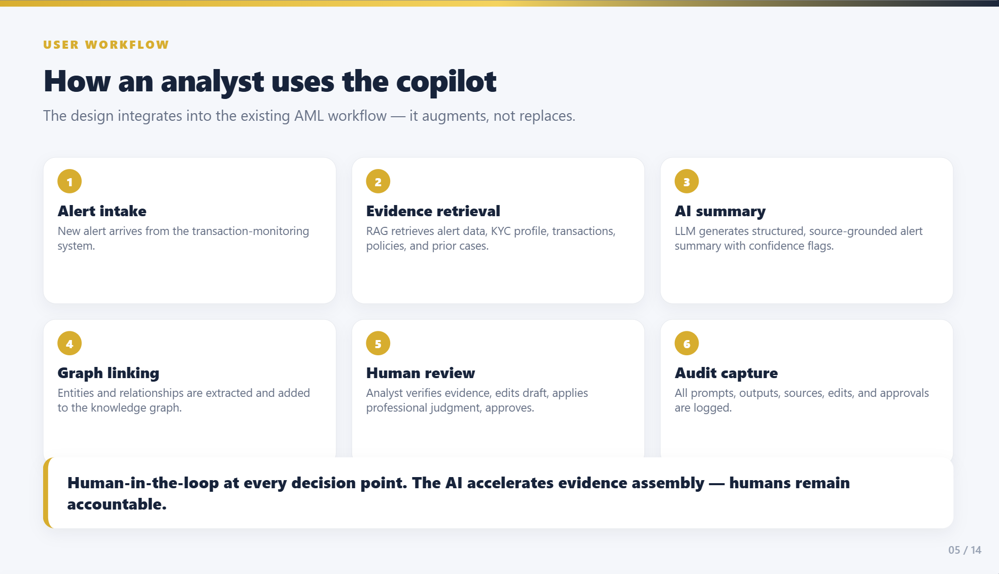 USER WORKFLOW
How an analyst uses the copilot
The design integrates into the existing AML workflow — it augments, not replaces.
1
Alert intake
New alert arrives from the transaction-monitoring
system.
2
Evidence retrieval
RAG retrieves alert data, KYC profile, transactions,
policies, and prior cases.
3
AI summary
LLM generates structured, source-grounded alert
summary with confidence flags.
4
Graph linking
Entities and relationships are extracted and added
to the knowledge graph.
5
Human review
Analyst verifies evidence, edits draft, applies
professional judgment, approves.
6
Audit capture
All prompts, outputs, sources, edits, and approvals
are logged.
Human-in-the-loop at every decision point. The AI accelerates evidence assembly — humans remain
accountable.
05 / 14